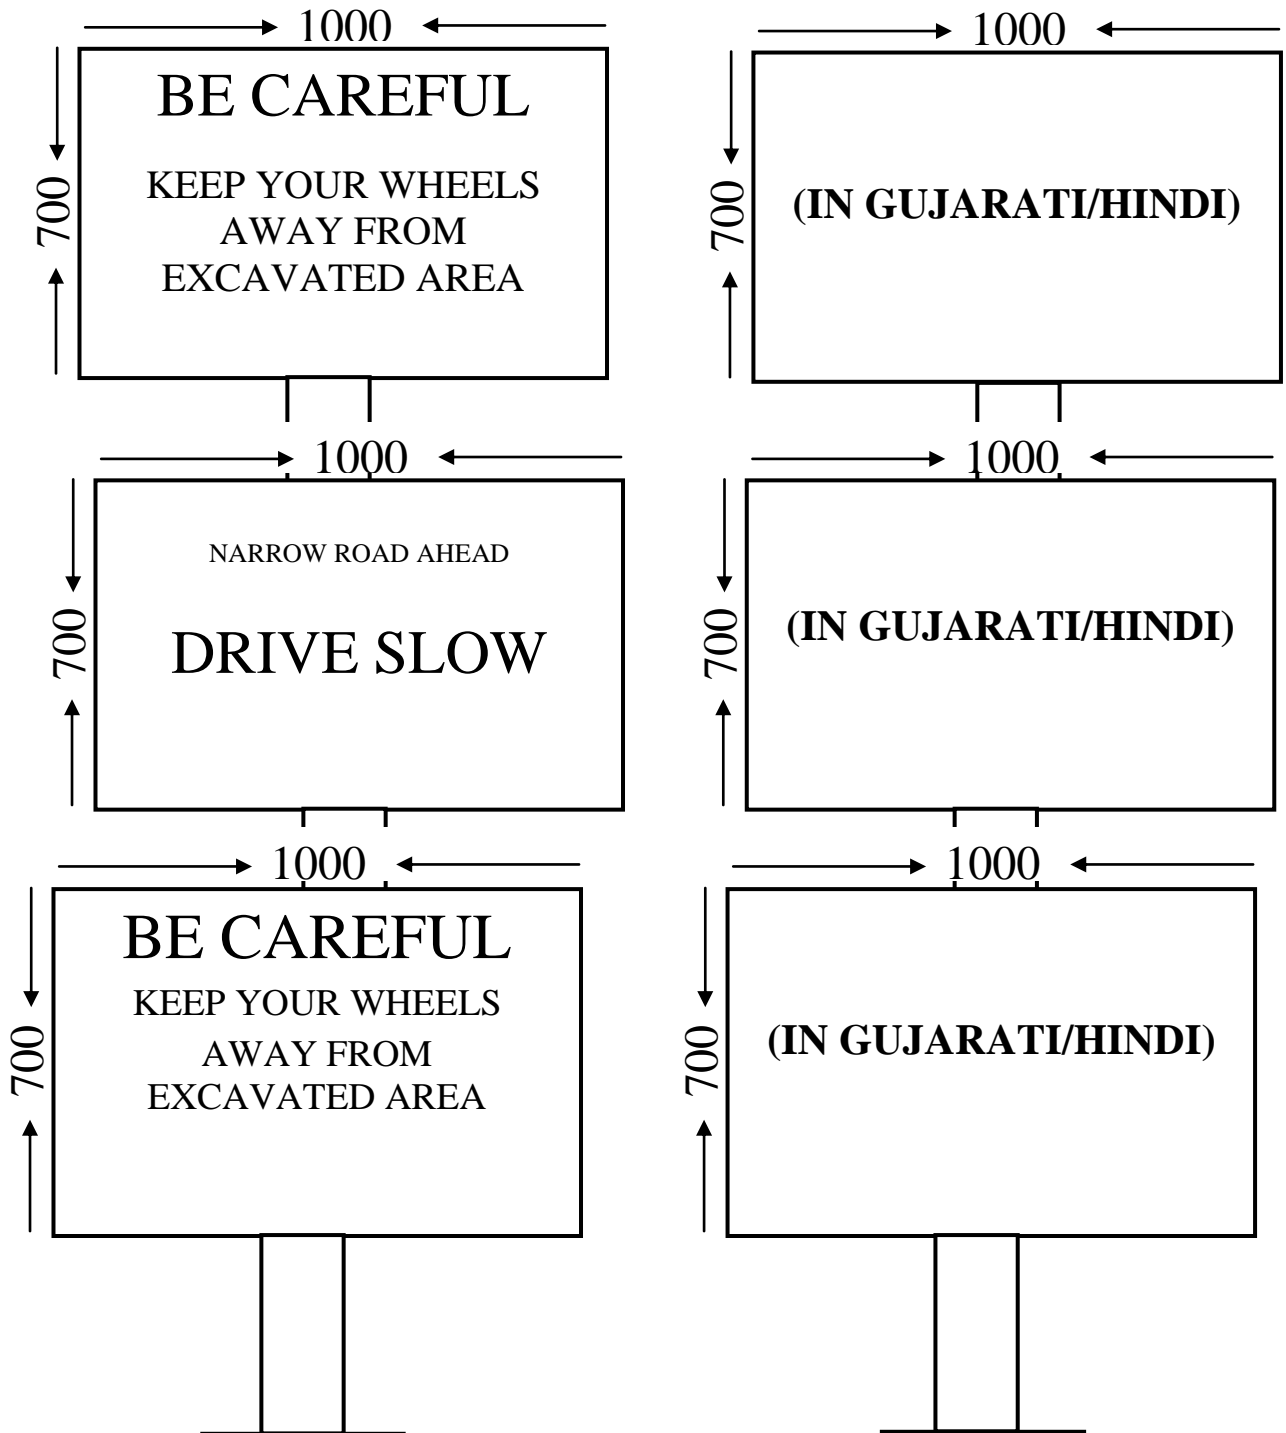 1000
1000
BE CAREFUL
KEEP YOUR WHEELS
AWAY FROM
EXCAVATED AREA
700
700
(IN GUJARATI/HINDI)
1000
1000
NARROW ROAD AHEAD
DRIVE SLOW
700
700
(IN GUJARATI/HINDI)
1000
1000
BE CAREFUL
KEEP YOUR WHEELS
AWAY FROM
EXCAVATED AREA
700
700
(IN GUJARATI/HINDI)